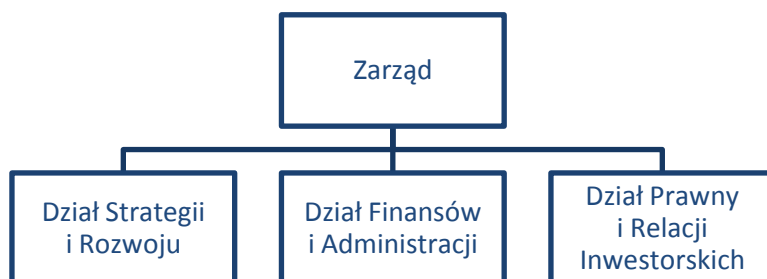 Zarząd
Dział Strategii
i Rozwoju
Dział Finansów
i Administracji
Dział Prawny
i Relacji
Inwestorskich